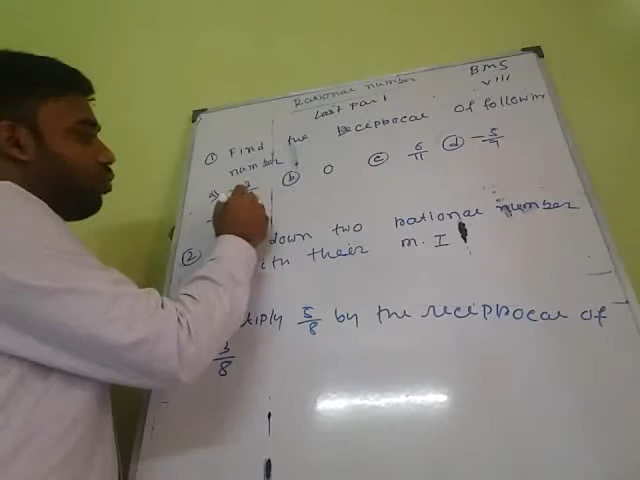 Rational number
Last part
BMS
VIII
① Find the Reciprocal of following
number
a) ⓑ 0 ⓒ 6/11 ⓓ -5/9
② down two rational number
with their m. I
tiply 5/8 by the reciprocal of
3/8